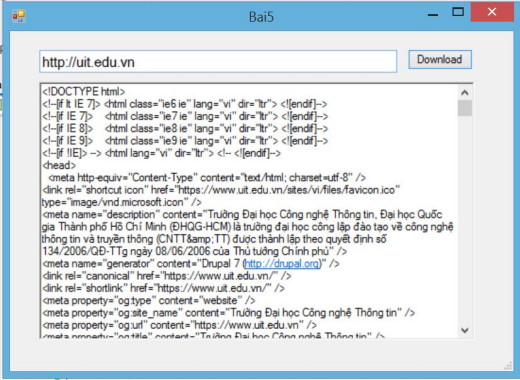 Bai5
http://uit.edu.vn
Download
<!DOCTYPE html>
<!--[if lt IE 7]> <html class="ie6 ie" lang="vi" dir="ltr"> <![endif]-->
<!--[if IE 7]> <html class="ie7 ie" lang="vi" dir="ltr"> <![endif]-->
<!--[if IE 8]> <html class="ie8 ie" lang="vi" dir="ltr"> <![endif]-->
<!--[if IE 9]> <html class="ie9 ie" lang="vi" dir="ltr"> <![endif]-->
<!--[if !IE]> --> <html lang="vi" dir="ltr"> <!-- <![endif]-->
<head>
<meta http-equiv="Content-Type" content="text/html; charset=utf-8" />
<link rel="shortcut icon" href="https://www.uit.edu.vn/sites/vi/files/favicon.ico"
type="image/vnd.microsoft.icon" />
<meta name="description" content="Trường Đại học Công nghệ Thông tin, Đại học Quốc
gia Thành phố Hồ Chí Minh (ĐHQG-HCM) là trường đại học công lập đào tạo về công nghệ
thông tin và truyền thông (CNTT&amp;TT) được thành lập theo quyết định số
134/2006/QĐ-TTg ngày 08/06/2006 của Thủ tướng Chính phủ" />
<meta name="generator" content="Drupal 7 (http://drupal.org)" />
<link rel="canonical" href="https://www.uit.edu.vn/" />
<link rel="shortlink" href="https://www.uit.edu.vn/" />
<meta property="og:type" content="website" />
<meta property="og:site_name" content="Trường Đại học Công nghệ Thông tin" />
<meta property="og:url" content="https://www.uit.edu.vn" />
<meta property="og:title" content="Trường Đại học Công nghệ Thông tin" />